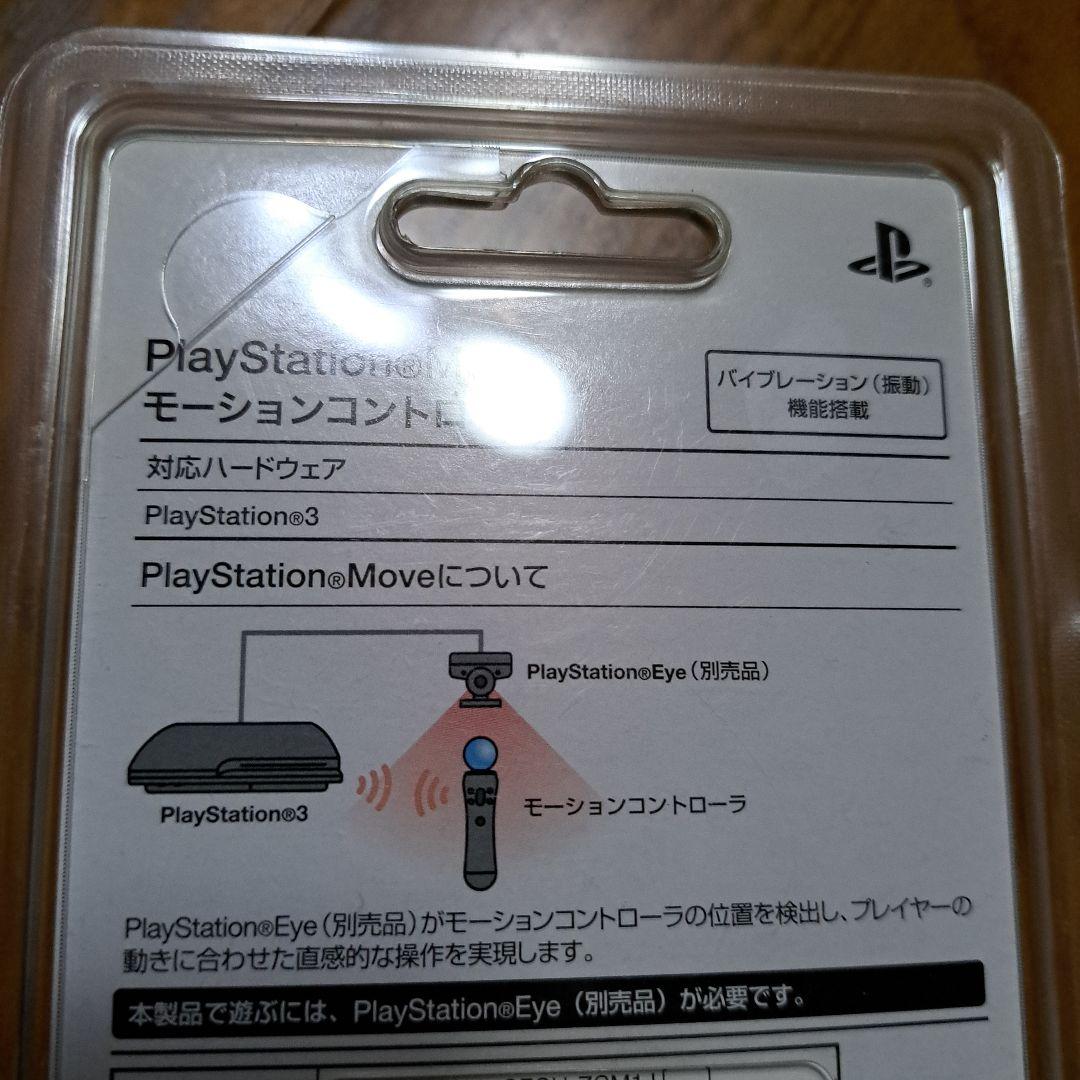 PlayStation®M
モーションコントロ
バイブレーション（振動）
機能搭載
対応ハードウェア
PlayStation®3
PlayStation®Moveについて
PlayStation®Eye（別売品）
モーションコントローラ
PlayStation®3
PlayStation®Eye（別売品）がモーションコントローラの位置を検出し、プレイヤーの
動きに合わせた直感的な操作を実現します。
本製品で遊ぶには、PlayStation®Eye（別売品）が必要です。